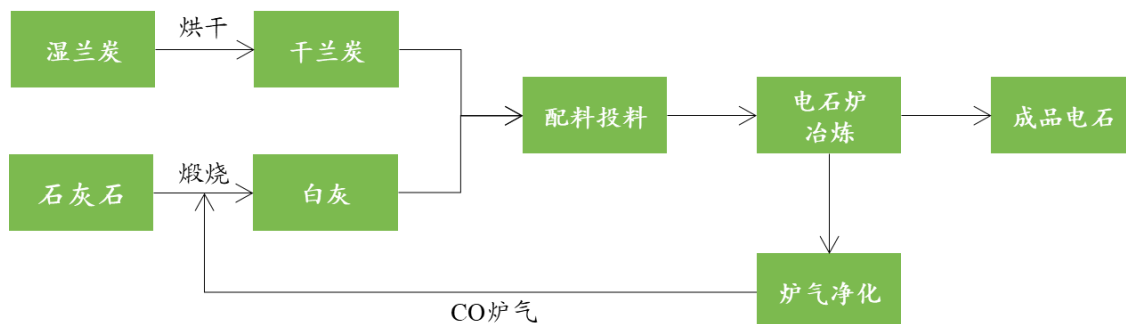 烘干
湿兰炭
干兰炭
配料投料
电石炉
冶炼
成品电石
煅烧
石灰石
白灰
炉气净化
CO炉气